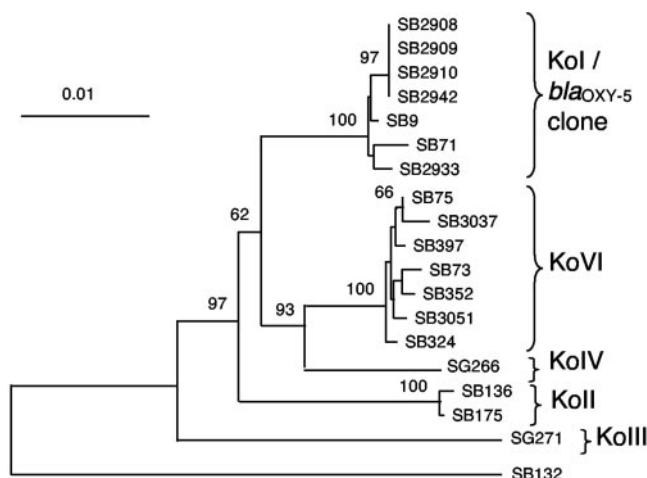 SB2908
SB2909
97
SB2910
SB2942
KoI /
blaOXY-5
clone
0.01
100
SB9
SB71
SB2933
66
SB75
SB3037
62
SB397
SB73
KoVI
100
SB352
97
93
SB3051
SB324
SG266
KoIV
100
SB136
KoII
SB175
SG271
KoIII
SB132